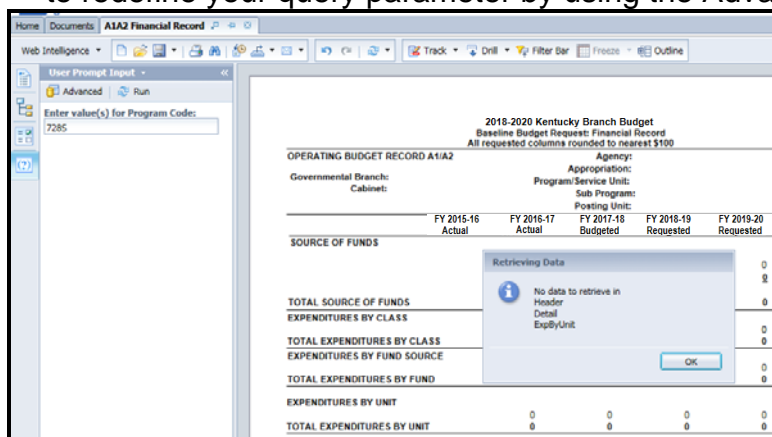 to redefine your query parameter by using the Adva
Home Documents A1A2 Financial Record
Web Intelligence Track Drill Filter Bar Freeze Outline
User Prompt Input «
Advanced Run
Enter value(s) for Program Code:
7285
2018-2020 Kentucky Branch Budget
Baseline Budget Request: Financial Record
All requested columns rounded to nearest $100
OPERATING BUDGET RECORD A1/A2 Agency:
Appropriation:
Governmental Branch: Program/Service Unit:
Cabinet: Sub Program:
Posting Unit:
FY 2015-16 FY 2016-17 FY 2017-18 FY 2018-19 FY 2019-20
Actual Actual Budgeted Requested Requested
SOURCE OF FUNDS
Retrieving Data
No data to retrieve in
Header
Detail
ExpByUnit
OK
0
0
TOTAL SOURCE OF FUNDS 0
EXPENDITURES BY CLASS
0
TOTAL EXPENDITURES BY CLASS 0
EXPENDITURES BY FUND SOURCE
0
TOTAL EXPENDITURES BY FUND 0
EXPENDITURES BY UNIT
0 0 0 0
TOTAL EXPENDITURES BY UNIT 0 0 0 0